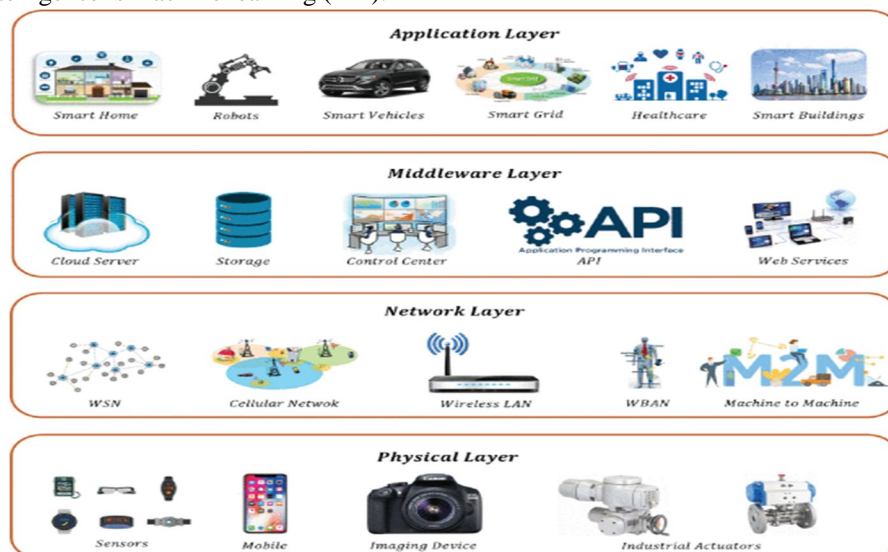 Application Layer
Smart Home Robots Smart Vehicles Smart Grid Healthcare Smart Buildings
Middleware Layer
API
Application Programming Interface
Cloud Server Storage Control Center API Web Services
Network Layer
M2M
WSN Cellular Netwok Wireless LAN WBAN Machine to Machine
Physical Layer
Canon
Sensors Mobile Imaging Device Industrial Actuators